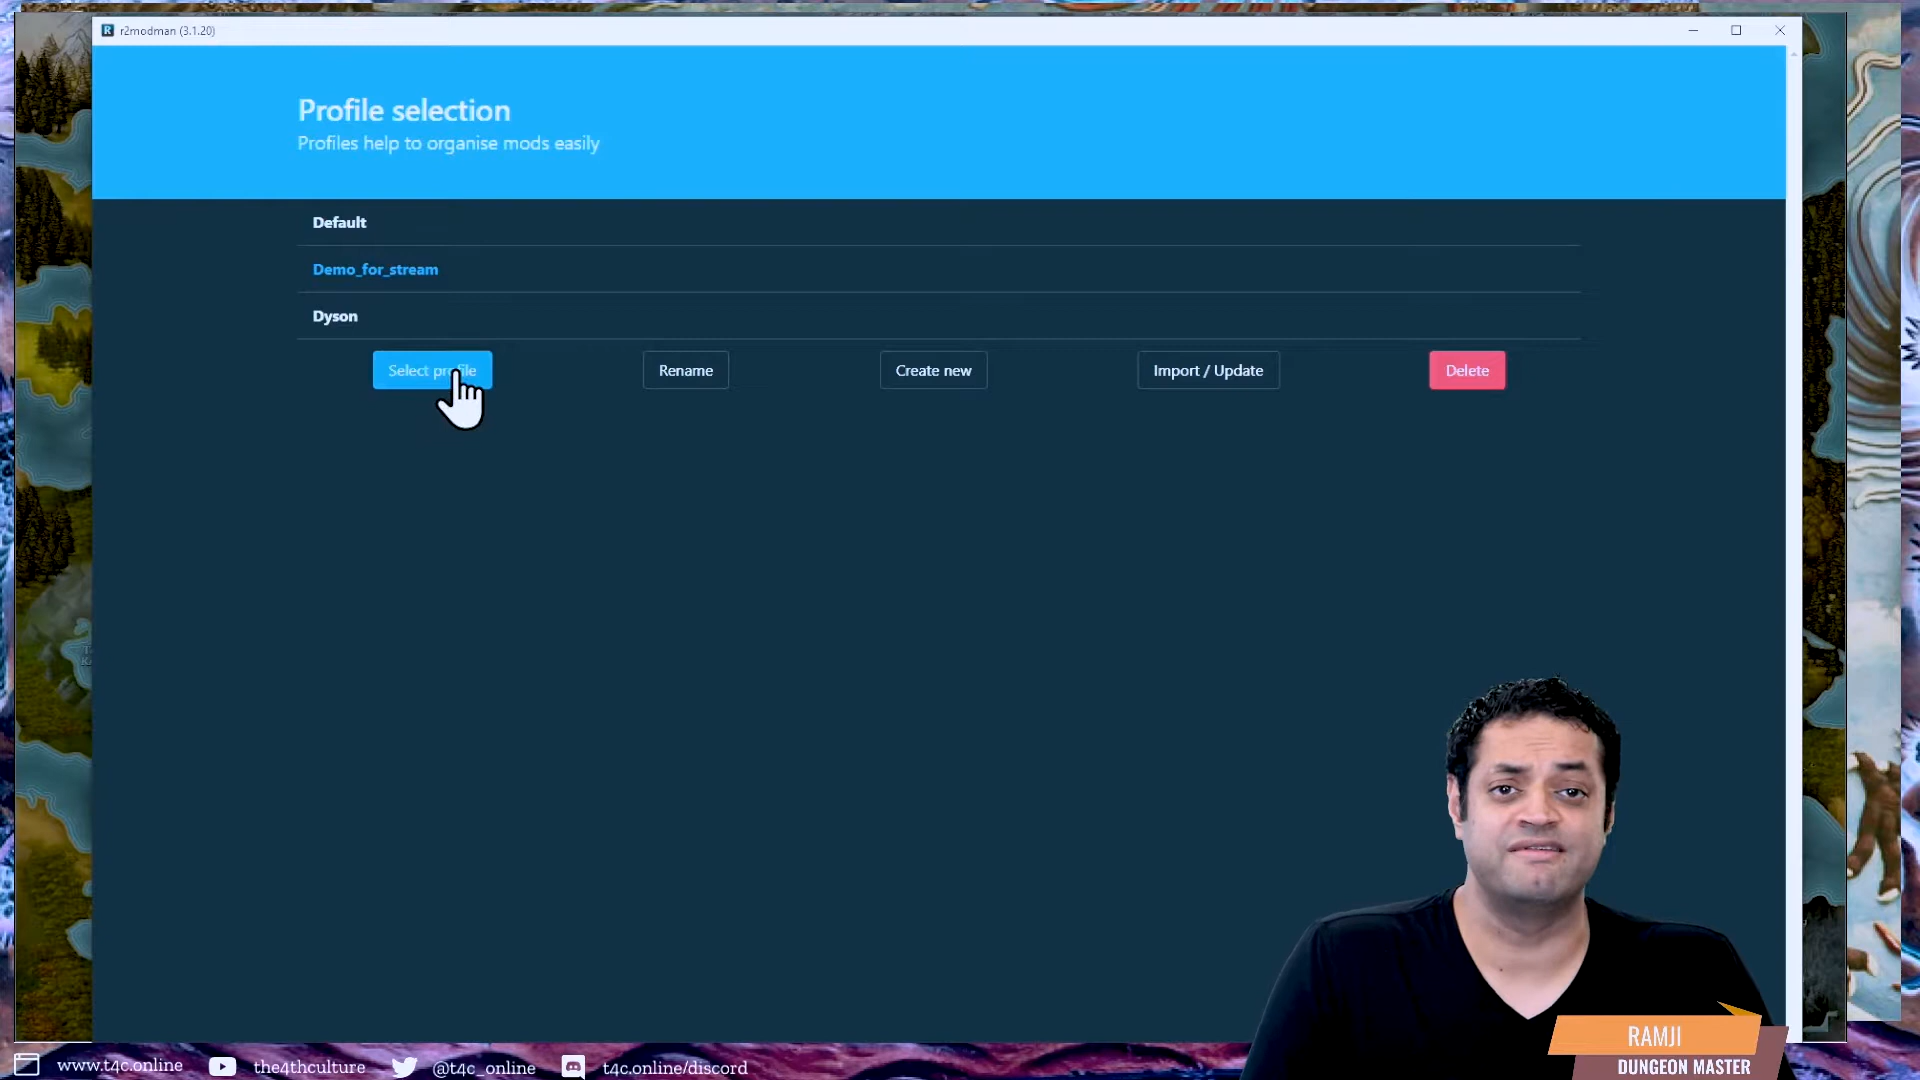 r2modman (3.1.20)
Profile selection
Profiles help to organise mods easily
Default
Demo_for_stream
Dyson
Select profile
Rename
Create new
Import / Update
Delete
RAMJI
DUNGEON MASTER
www.t4c.online
the4thculture
@t4c_online
t4c.online/discord